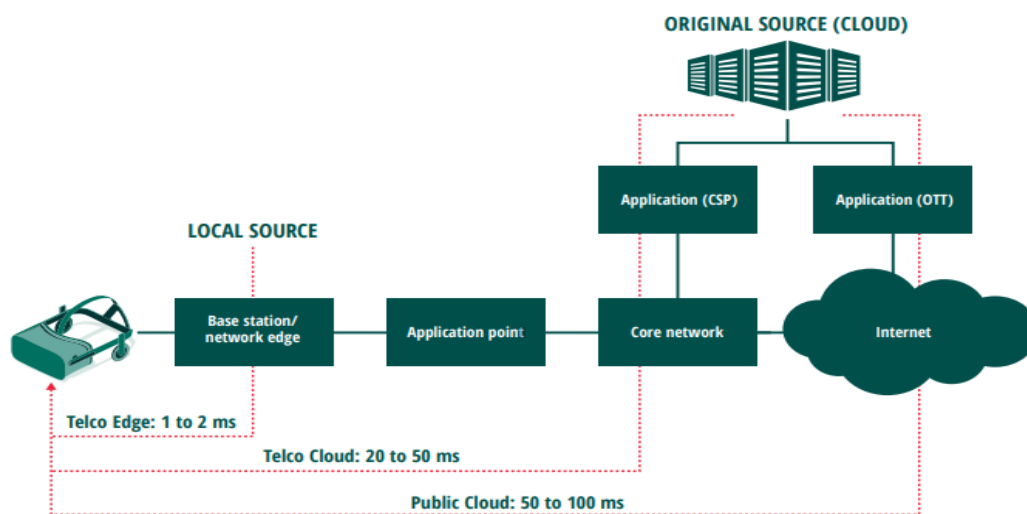 ORIGINAL SOURCE (CLOUD)
Application (CSP)
Application (OTT)
LOCAL SOURCE
Base station/
network edge
Application point
Core network
Internet
Telco Edge: 1 to 2 ms
Telco Cloud: 20 to 50 ms
Public Cloud: 50 to 100 ms